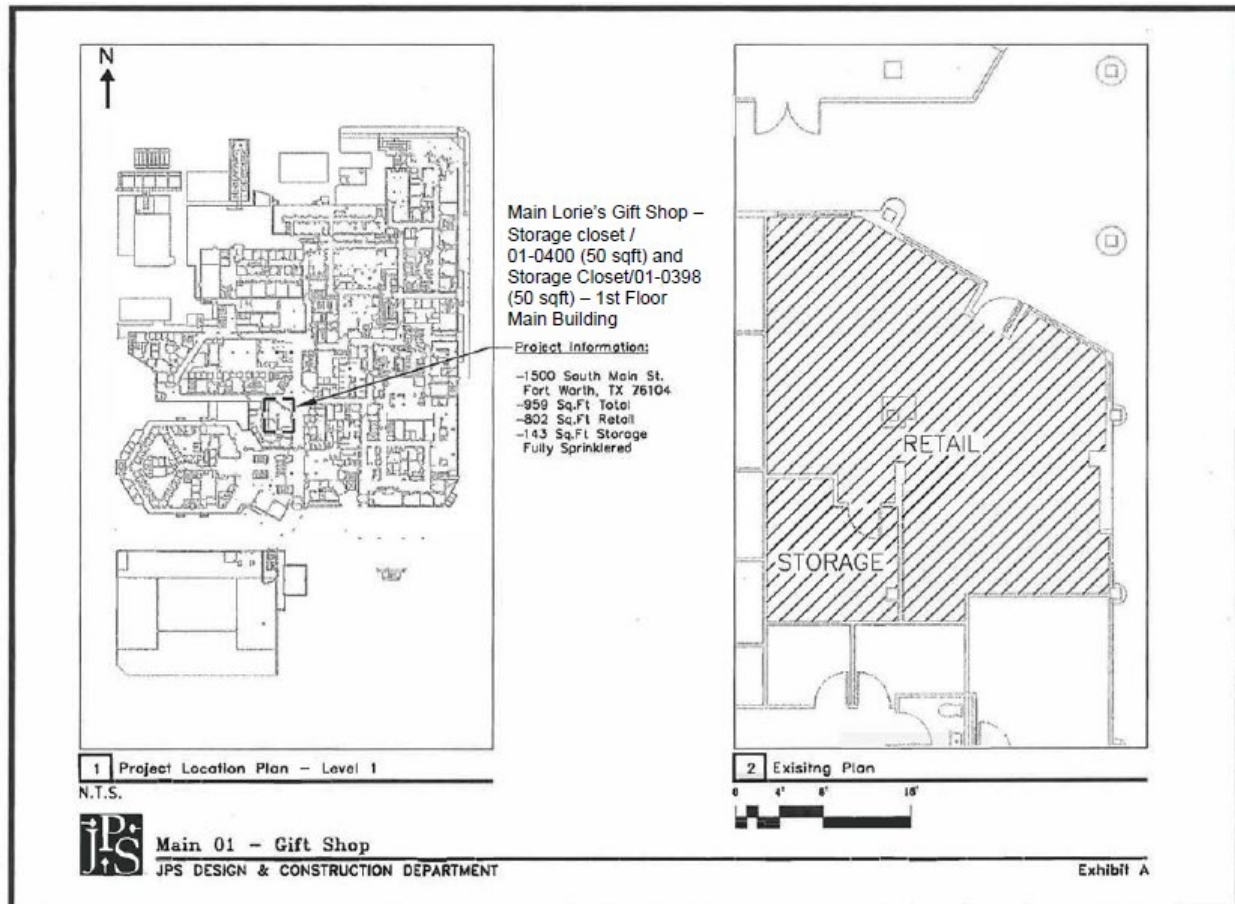 N
Main Lorie's Gift Shop –
Storage closet /
01-0400 (50 sqft) and
Storage Closet/01-0398
(50 sqft) – 1st Floor
Main Building
Project Information:
-1500 South Main St.
Fort Worth, TX 76104
-959 Sq.Ft Total
-802 Sq.Ft Retail
-143 Sq.Ft Storage
Fully Sprinklered
RETAIL
STORAGE
1 Project Location Plan – Level 1
N.T.S.
2 Exisitng Plan
0 4' 8' 16'
JPS
Main 01 – Gift Shop
JPS DESIGN & CONSTRUCTION DEPARTMENT
Exhibit A